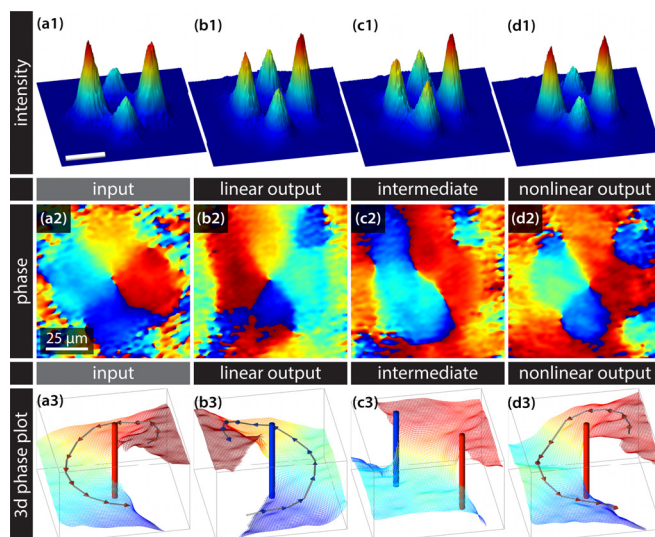 intensity
(a1) (b1) (c1) (d1)
input linear output intermediate nonlinear output
phase
(a2) (b2) (c2) (d2)
25 µm
input linear output intermediate nonlinear output
3d phase plot
(a3) (b3) (c3) (d3)